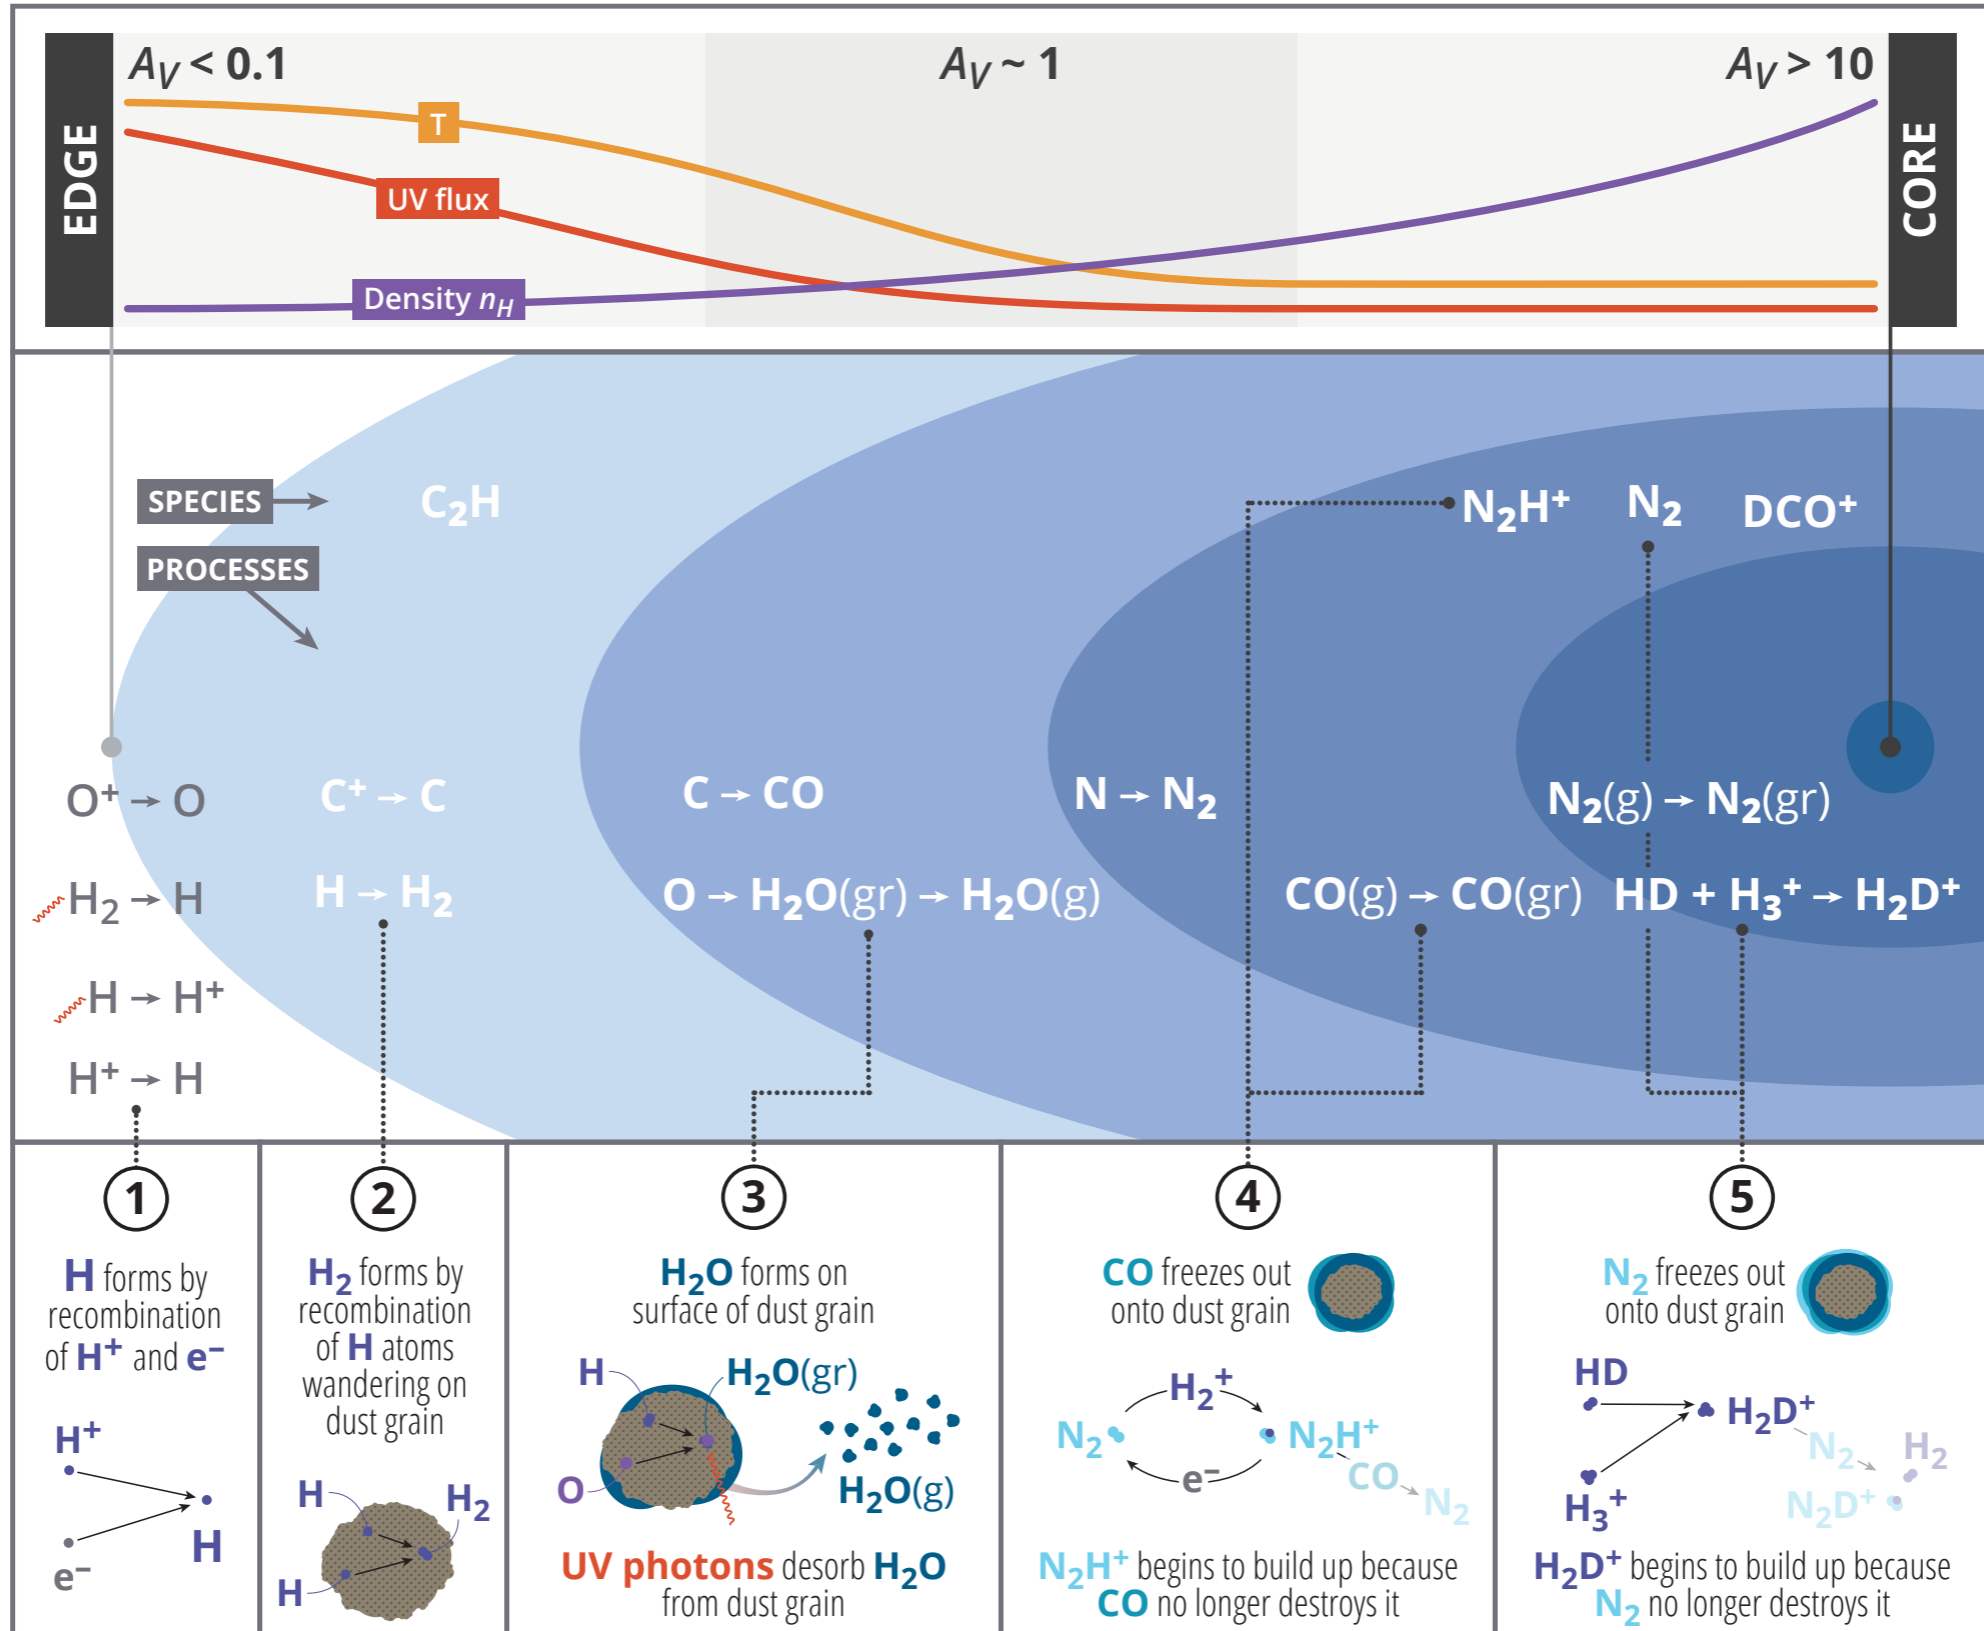 A_V < 0.1
A_V ~ 1
A_V > 10
EDGE
CORE
T
UV flux
Density n_H
SPECIES
PROCESSES
C₂H
N₂H⁺
N₂
DCO⁺
O⁺ → O
C⁺ → C
C → CO
N → N₂
N₂(g) → N₂(gr)
H₂ → H
H → H₂
O → H₂O(gr) → H₂O(g)
CO(g) → CO(gr)
HD + H₃⁺ → H₂D⁺
H → H⁺
H⁺ → H
1
H forms by
recombination
of H⁺ and e⁻
H⁺
e⁻
H
2
H₂ forms by
recombination
of H atoms
wandering on
dust grain
H
H₂
H
3
H₂O forms on
surface of dust grain
H
H₂O(gr)
O
H₂O(g)
UV photons desorb H₂O
from dust grain
4
CO freezes out
onto dust grain
H₂⁺
N₂
N₂H⁺
e⁻
CO
N₂
N₂H⁺ begins to build up because
CO no longer destroys it
5
N₂ freezes out
onto dust grain
HD
H₂D⁺
H₃⁺
N₂
H₂
N₂D⁺
H₂D⁺ begins to build up because
N₂ no longer destroys it